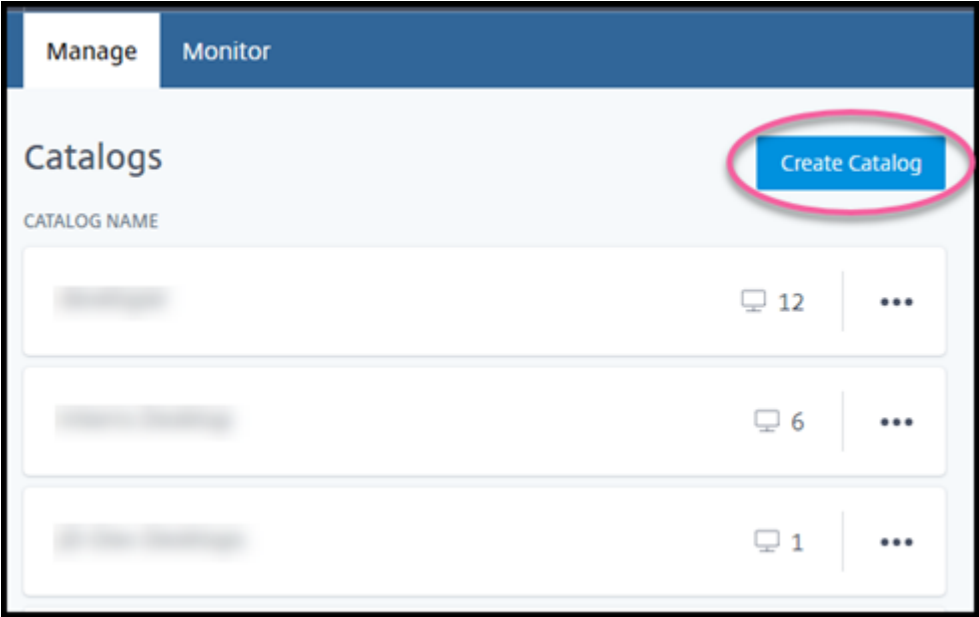 Manage Monitor
Catalogs
Create Catalog
CATALOG NAME
12 •••
6 •••
1 •••